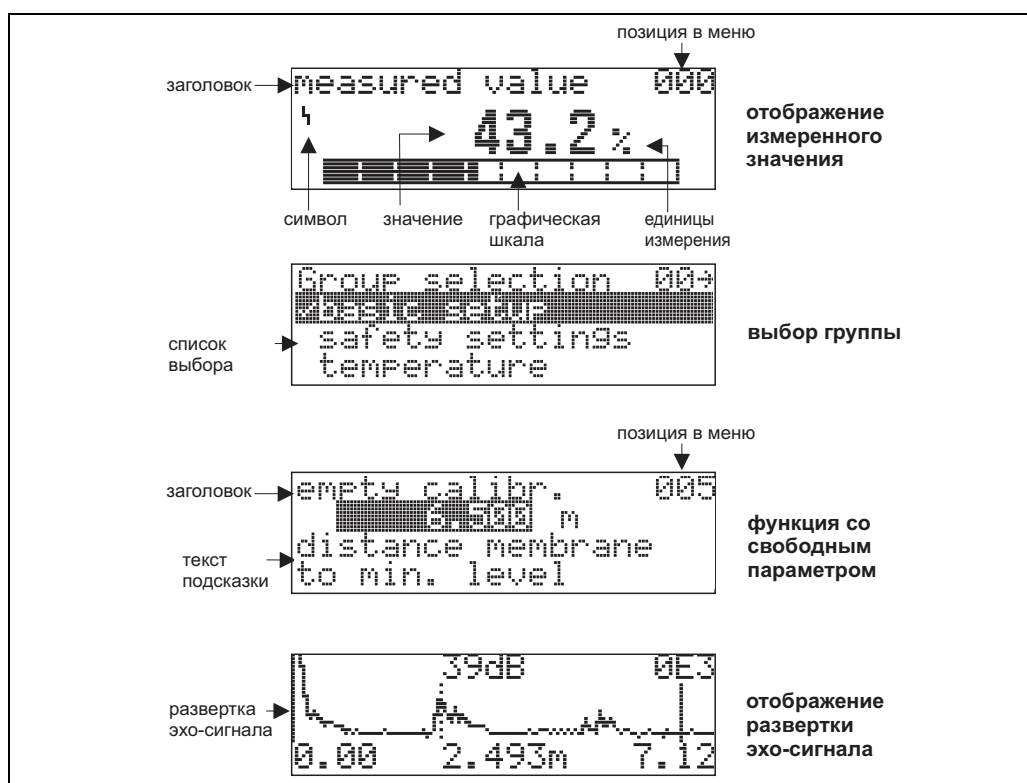 позиция в меню
заголовок
measured value 000
43.2 %
отображение
измеренного
значения
символ
значение
графическая
шкала
единицы
измерения
Group selection 00→
✓basic setup
safety settings
temperature
список
выбора
выбор группы
позиция в меню
заголовок
empty calibr. 005
6.500 m
distance membrane
to min. level
текст
подсказки
функция со
свободным
параметром
39dB 0E3
развертка
эхо-сигнала
0.00 2.493m 7.12
отображение
развертки
эхо-сигнала